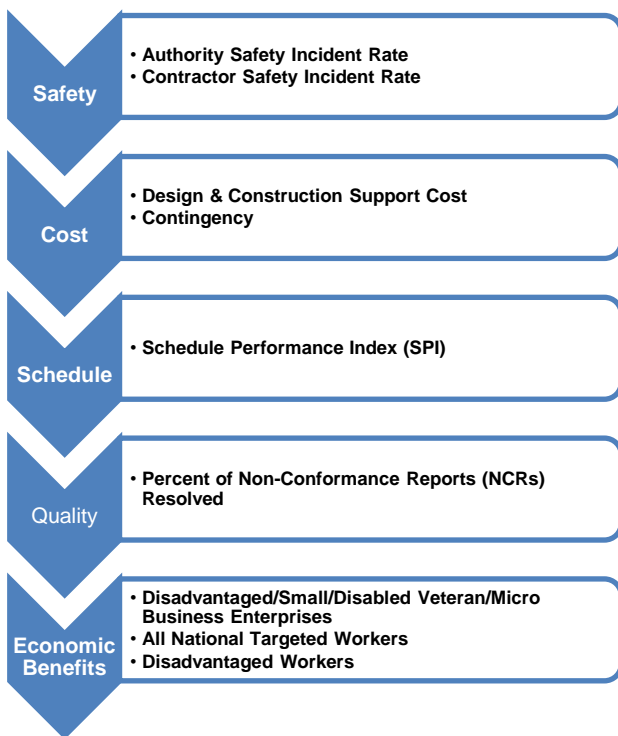 Safety
• Authority Safety Incident Rate
• Contractor Safety Incident Rate
Cost
• Design & Construction Support Cost
• Contingency
Schedule
• Schedule Performance Index (SPI)
Quality
• Percent of Non-Conformance Reports (NCRs)
Resolved
Economic
Benefits
• Disadvantaged/Small/Disabled Veteran/Micro
Business Enterprises
• All National Targeted Workers
• Disadvantaged Workers